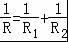 1/R = 1/R₁ + 1/R₂